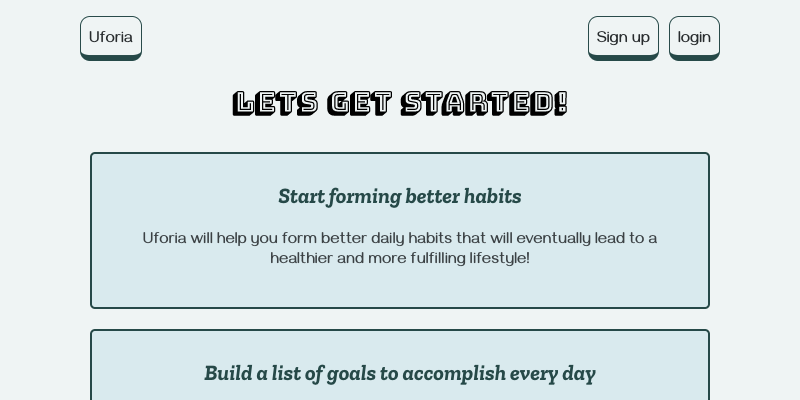 Uforia
Sign up
login
LETS GET STARTED!
Start forming better habits
Uforia will help you form better daily habits that will eventually lead to a
healthier and more fulfilling lifestyle!
Build a list of goals to accomplish every day